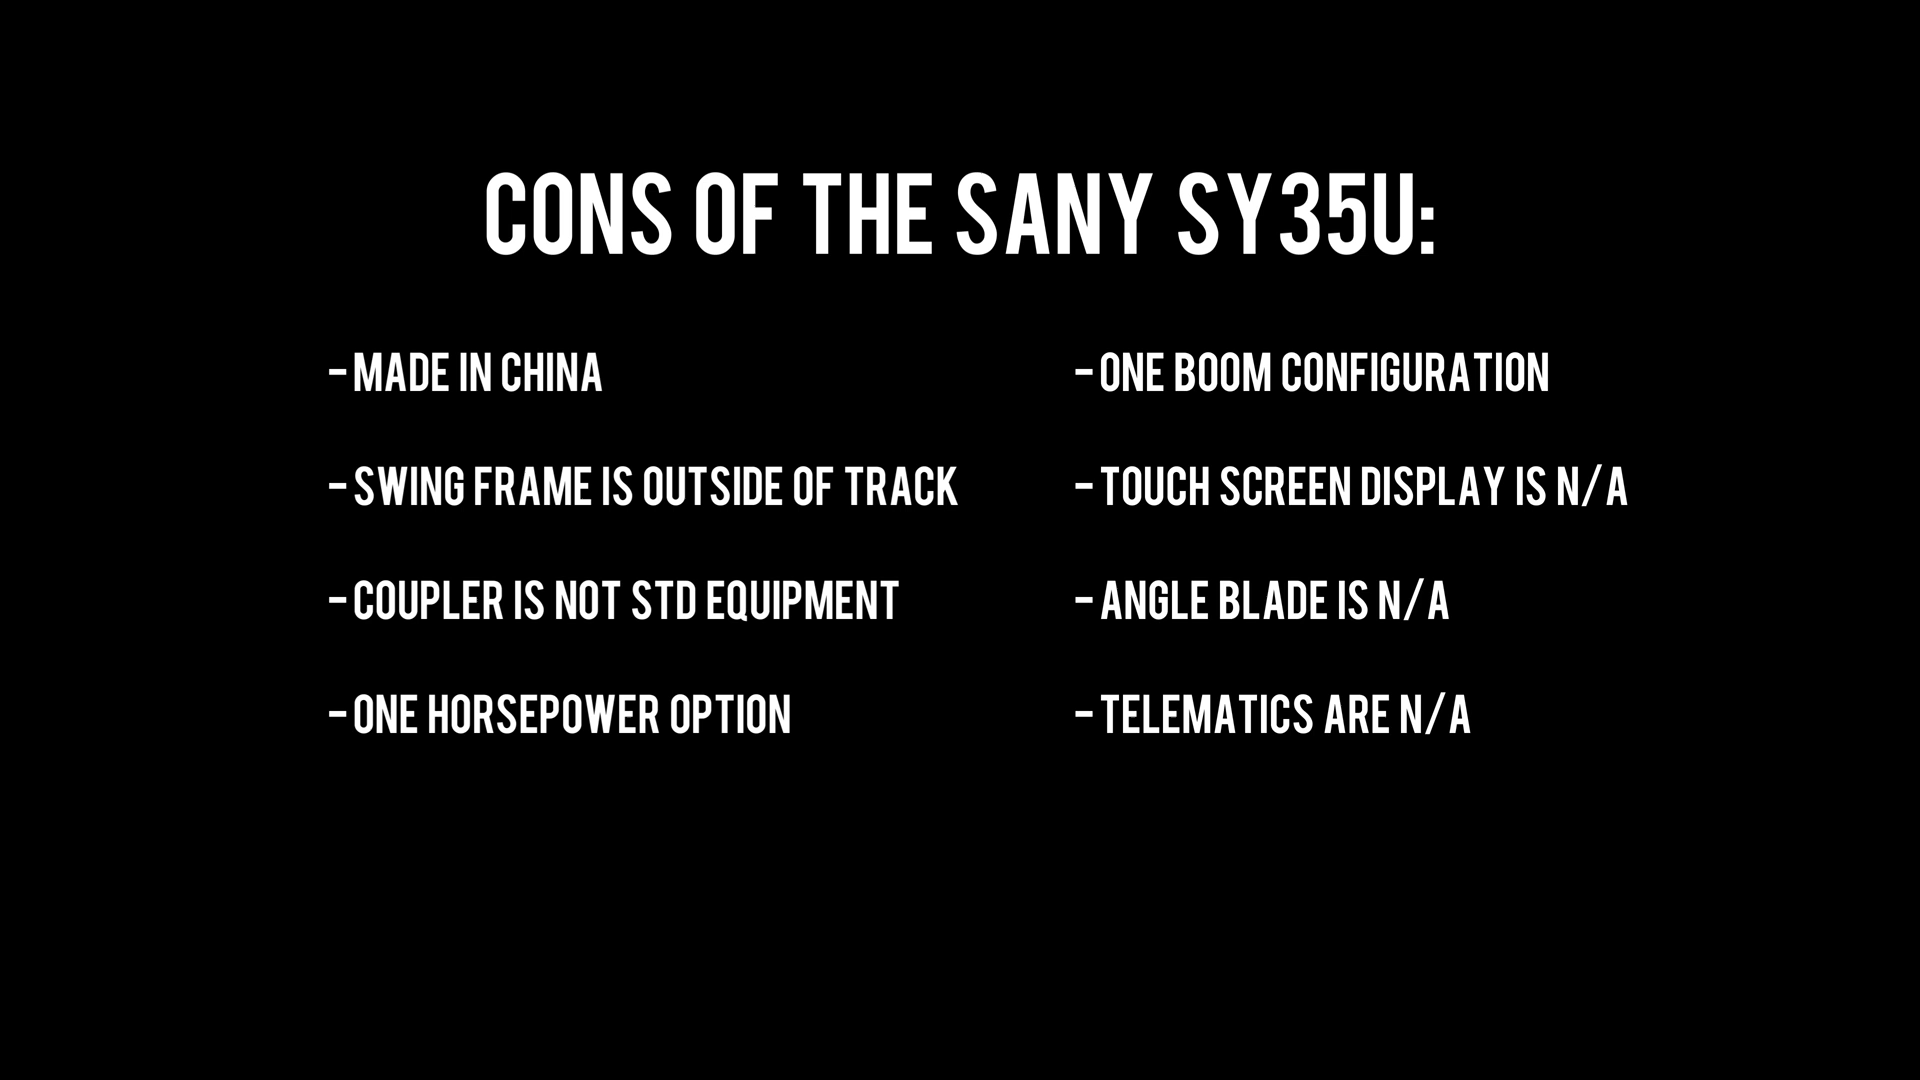 CONS OF THE SANY SY35U:
- MADE IN CHINA
- SWING FRAME IS OUTSIDE OF TRACK
- COUPLER IS NOT STD EQUIPMENT
- ONE HORSEPOWER OPTION
- ONE BOOM CONFIGURATION
- TOUCH SCREEN DISPLAY IS N/A
- ANGLE BLADE IS N/A
- TELEMATICS ARE N/A